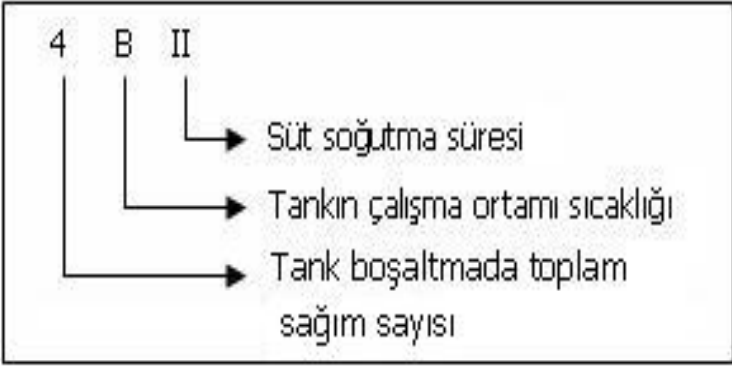 4 B II
Süt soğutma süresi
Tankın çalışma ortamı sıcaklığı
Tank boşaltmada toplam
sağım sayısı